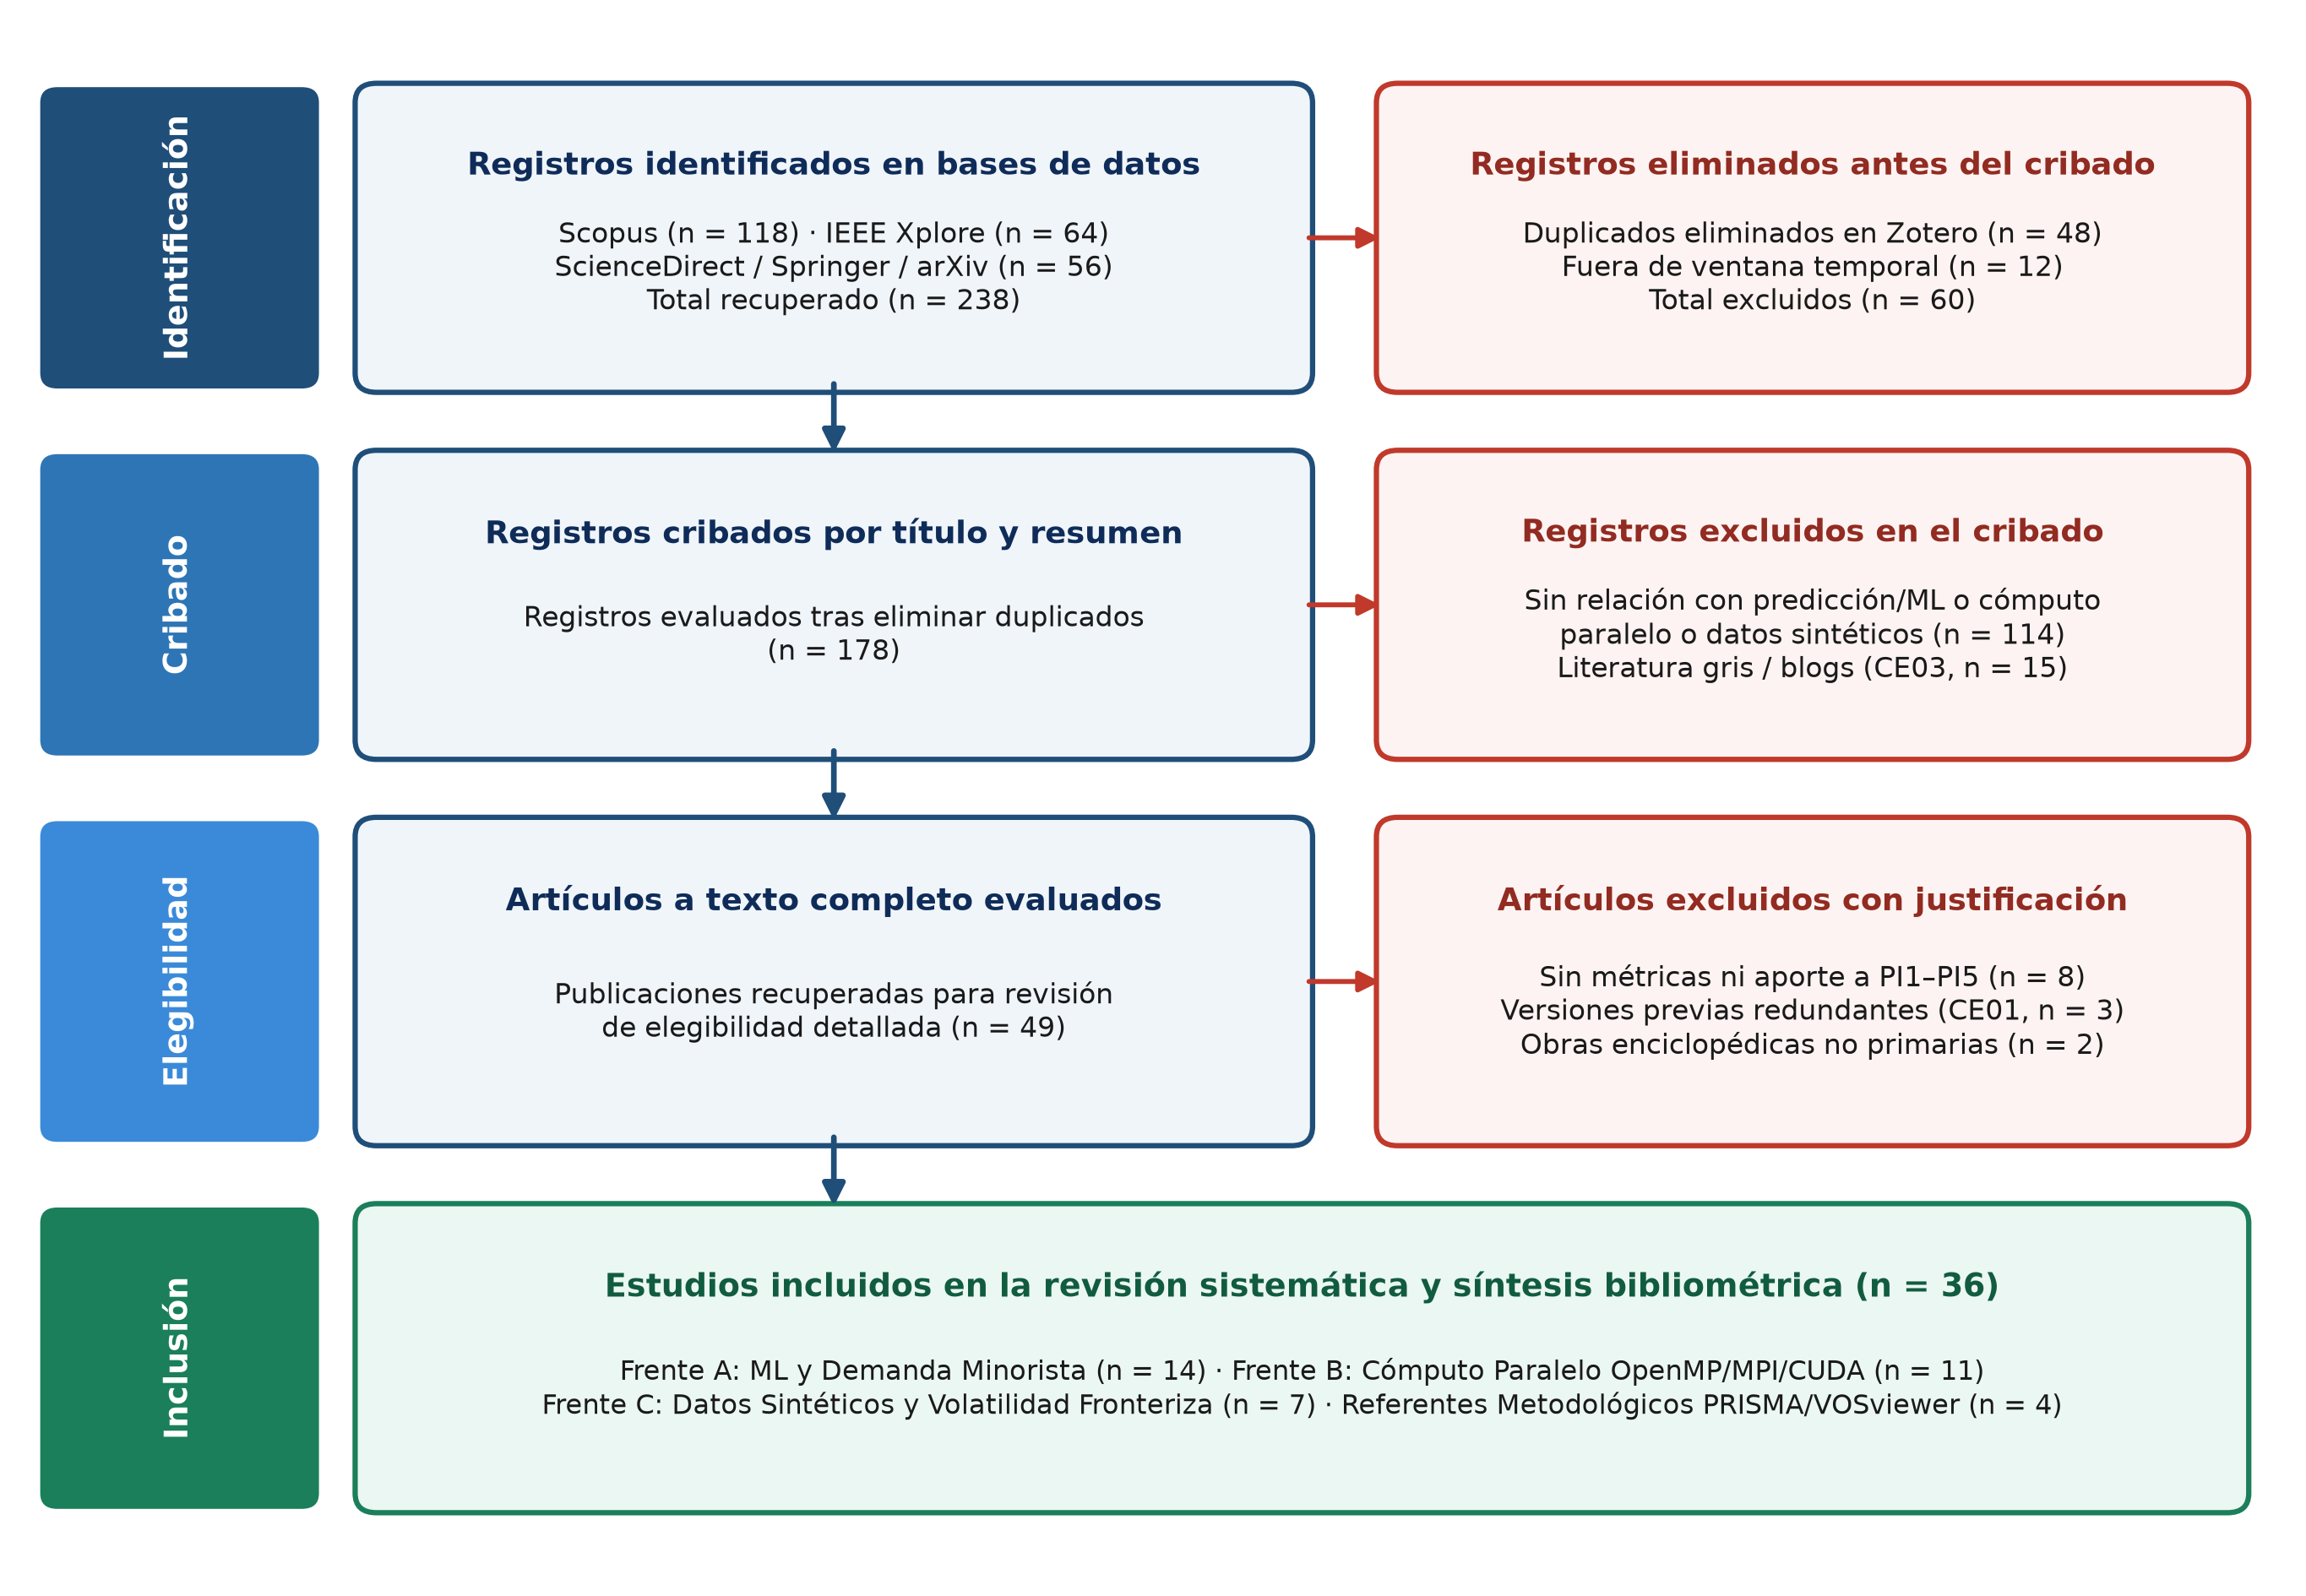 Identificación
Registros identificados en bases de datos
Scopus (n = 118) · IEEE Xplore (n = 64)
ScienceDirect / Springer / arXiv (n = 56)
Total recuperado (n = 238)
Registros eliminados antes del cribado
Duplicados eliminados en Zotero (n = 48)
Fuera de ventana temporal (n = 12)
Total excluidos (n = 60)
Cribado
Registros cribados por título y resumen
Registros evaluados tras eliminar duplicados
(n = 178)
Registros excluidos en el cribado
Sin relación con predicción/ML o cómputo
paralelo o datos sintéticos (n = 114)
Literatura gris / blogs (CE03, n = 15)
Elegibilidad
Artículos a texto completo evaluados
Publicaciones recuperadas para revisión
de elegibilidad detallada (n = 49)
Artículos excluidos con justificación
Sin métricas ni aporte a PI1–PI5 (n = 8)
Versiones previas redundantes (CE01, n = 3)
Obras enciclopédicas no primarias (n = 2)
Inclusión
Estudios incluidos en la revisión sistemática y síntesis bibliométrica (n = 36)
Frente A: ML y Demanda Minorista (n = 14) · Frente B: Cómputo Paralelo OpenMP/MPI/CUDA (n = 11)
Frente C: Datos Sintéticos y Volatilidad Fronteriza (n = 7) · Referentes Metodológicos PRISMA/VOSviewer (n = 4)